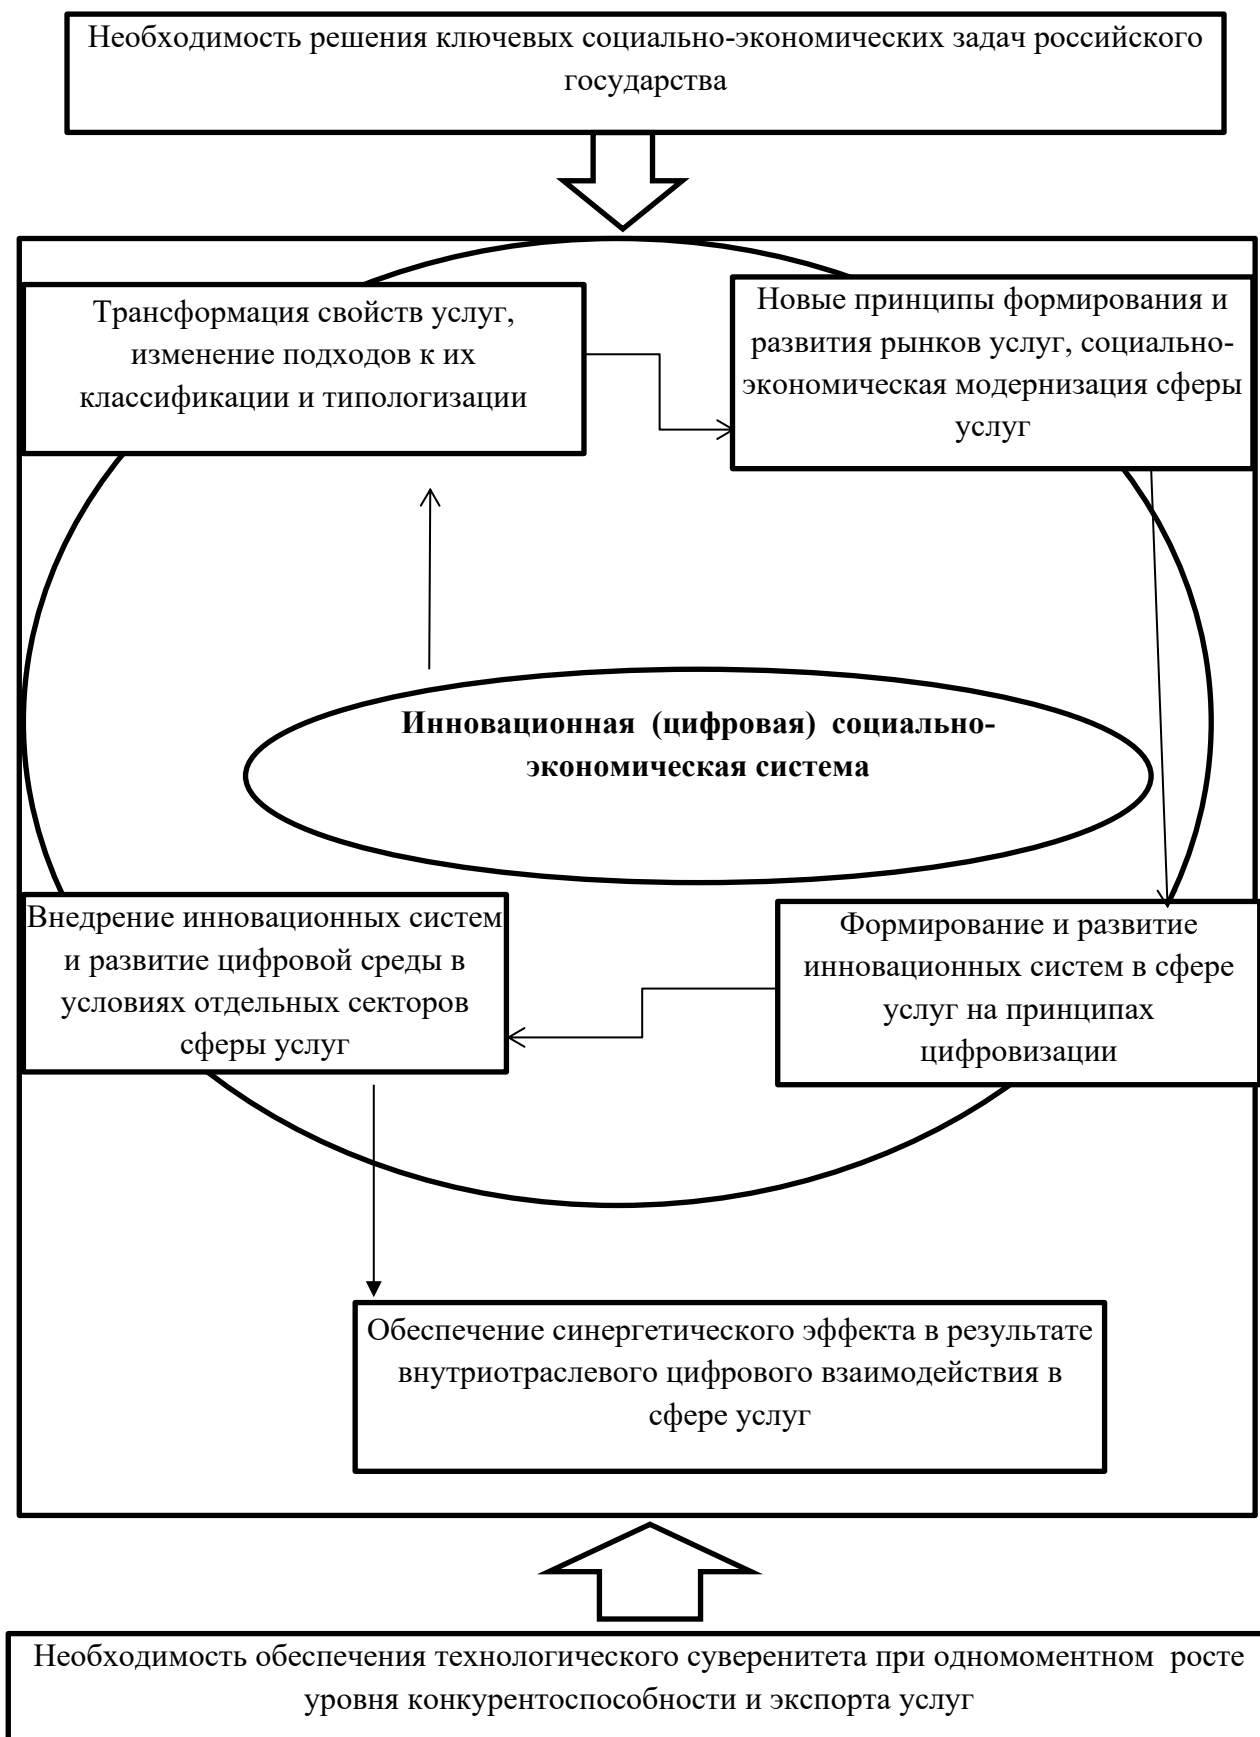 Необходимость решения ключевых социально-экономических задач российского
государства
Трансформация свойств услуг,
изменение подходов к их
классификации и типологизации
Новые принципы формирования и
развития рынков услуг, социально-
экономическая модернизация сферы
услуг
Инновационная (цифровая) социально-
экономическая система
Внедрение инновационных систем
и развитие цифровой среды в
условиях отдельных секторов
сферы услуг
Формирование и развитие
инновационных систем в сфере
услуг на принципах
цифровизации
Обеспечение синергетического эффекта в результате
внутриотраслевого цифрового взаимодействия в
сфере услуг
Необходимость обеспечения технологического суверенитета при одномоментном росте
уровня конкурентоспособности и экспорта услуг